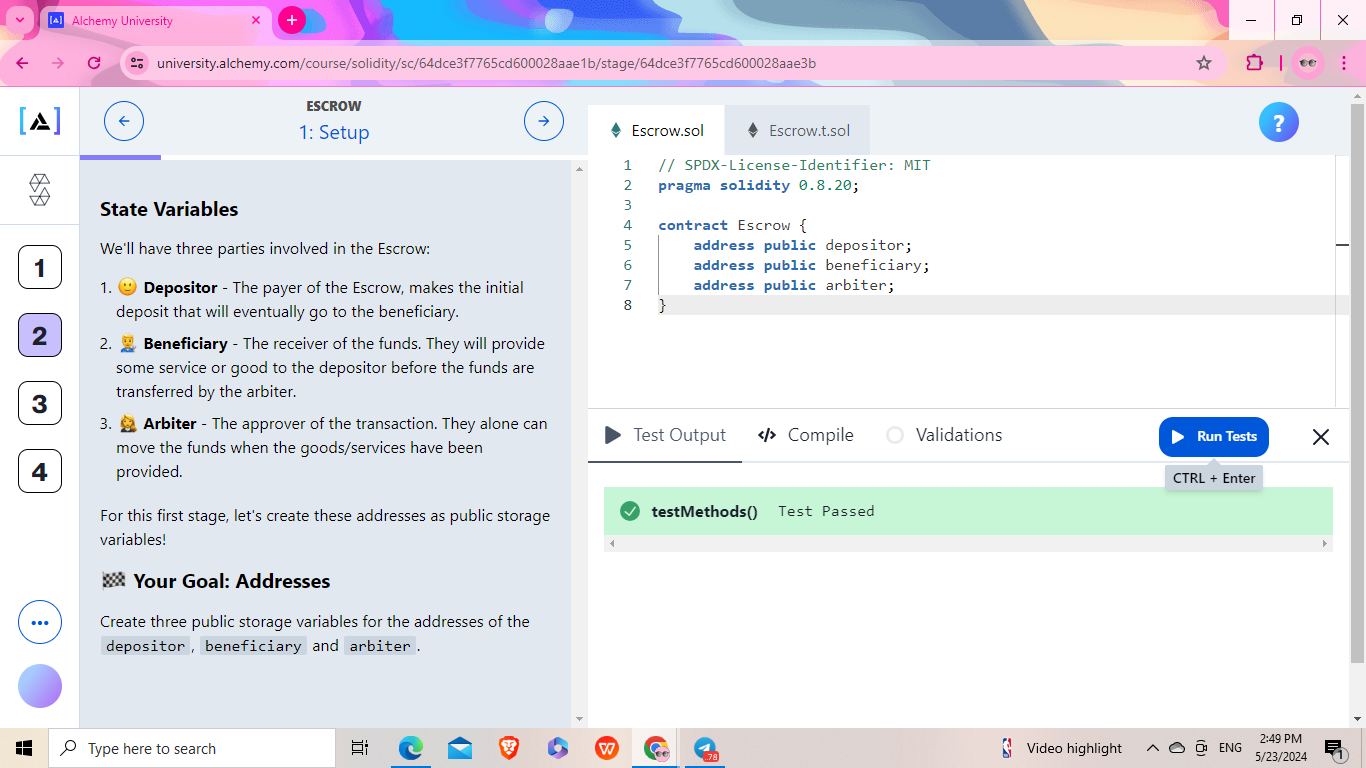 Alchemy University
university.alchemy.com/course/solidity/sc/64dce3f7765cd600028aae1b/stage/64dce3f7765cd600028aae3b
ESCROW
1: Setup
1
2
3
4
State Variables
We'll have three parties involved in the Escrow:
1. Depositor - The payer of the Escrow, makes the initial
deposit that will eventually go to the beneficiary.
2. Beneficiary - The receiver of the funds. They will provide
some service or good to the depositor before the funds are
transferred by the arbiter.
3. Arbiter - The approver of the transaction. They alone can
move the funds when the goods/services have been
provided.
For this first stage, let's create these addresses as public storage
variables!
Your Goal: Addresses
Create three public storage variables for the addresses of the
depositor, beneficiary and arbiter.
Escrow.sol
Escrow.t.sol
?
1 // SPDX-License-Identifier: MIT
2 pragma solidity 0.8.20;
3
4 contract Escrow {
5 address public depositor;
6 address public beneficiary;
7 address public arbiter;
8 }
Test Output
Compile
Validations
Run Tests
CTRL + Enter
testMethods() Test Passed
Type here to search
78
Video highlight
ENG
2:49 PM
5/23/2024
1